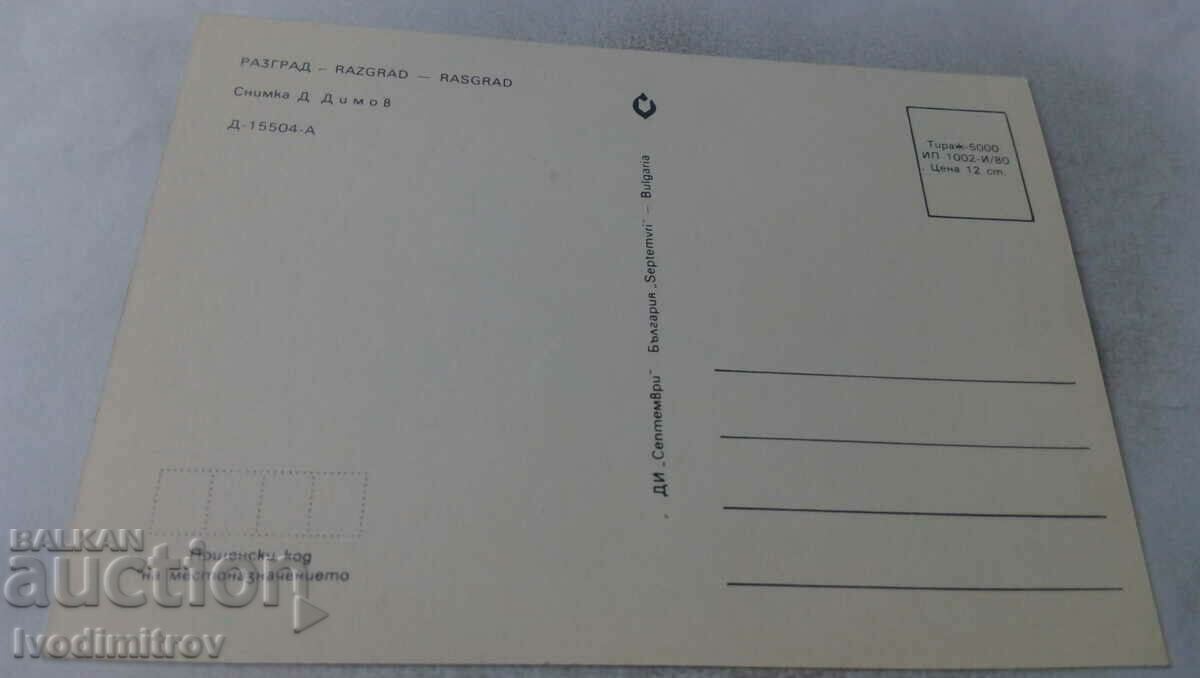 РАЗГРАД – RAZGRAD — RASGRAD
Снимка Д Димов
Д-15504-А
Тираж-5000
ИП 1002-И/80
Цена 12 ст.
ДИ „Септември" България „Septemvri" – Bulgaria
Пощенски код
на местоназначението
BALKAN
auction
Ivodimitrov